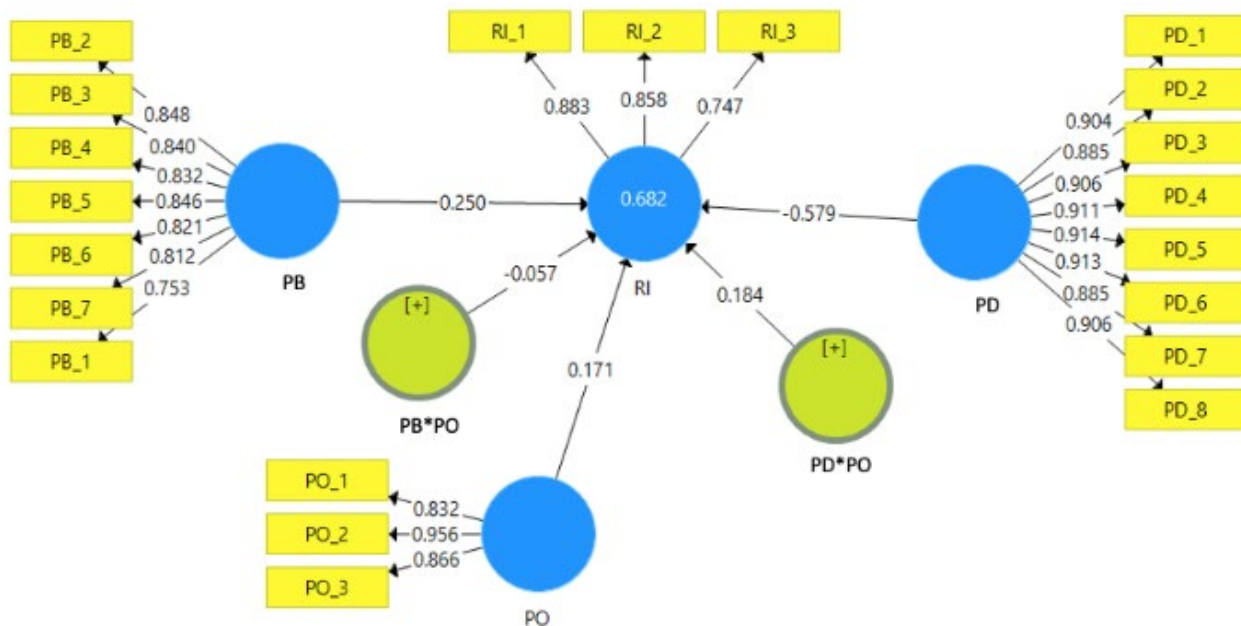 PB_2
PB_3
PB_4
PB_5
PB_6
PB_7
PB_1
0.848
0.840
0.832
0.846
0.821
0.812
0.753
PB
RI_1
RI_2
RI_3
0.883
0.858
0.747
0.682
RI
0.250
-0.579
-0.057
0.184
0.171
[+]
PB*PO
[+]
PD*PO
PD
0.904
0.885
0.906
0.911
0.914
0.913
0.885
0.906
PD_1
PD_2
PD_3
PD_4
PD_5
PD_6
PD_7
PD_8
PO_1
PO_2
PO_3
0.832
0.956
0.866
PO